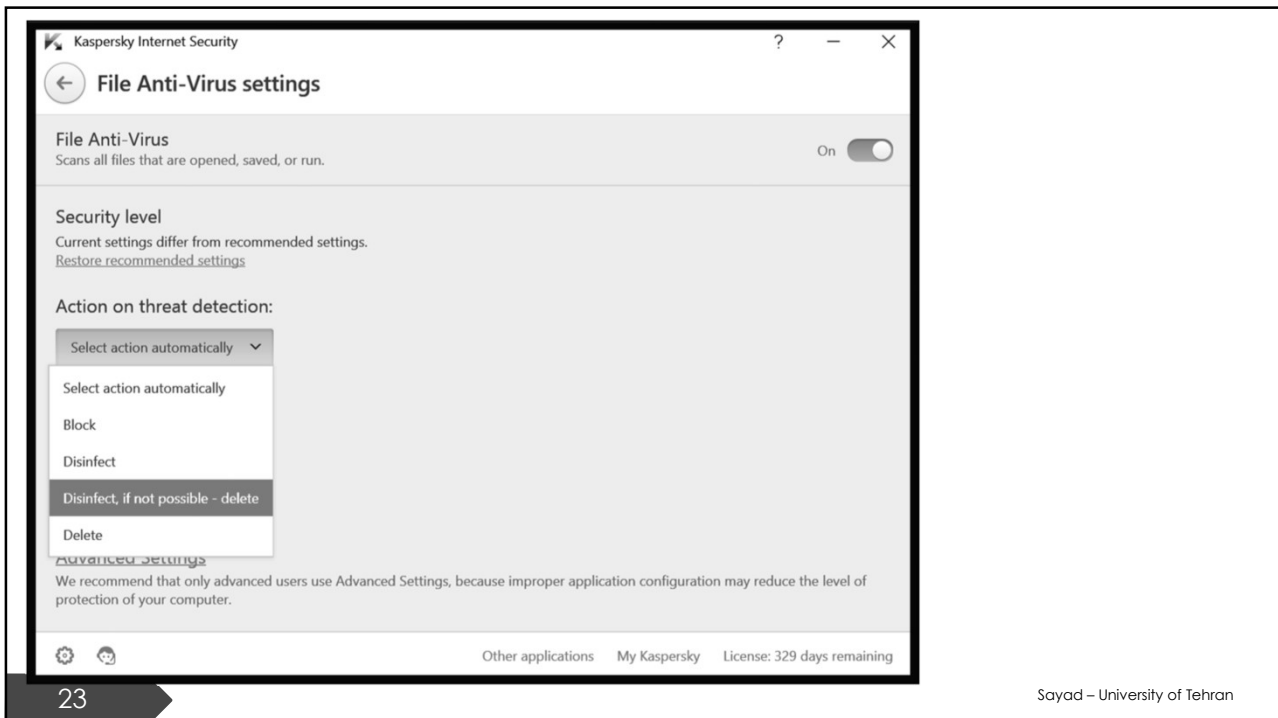 Kaspersky Internet Security ? — ×
File Anti-Virus settings
File Anti-Virus
Scans all files that are opened, saved, or run.
On
Security level
Current settings differ from recommended settings.
Restore recommended settings
Action on threat detection:
Select action automatically
Select action automatically
Block
Disinfect
Disinfect, if not possible - delete
Delete
Advanced Settings
We recommend that only advanced users use Advanced Settings, because improper application configuration may reduce the level of
protection of your computer.
Other applications My Kaspersky License: 329 days remaining
23
Sayad – University of Tehran